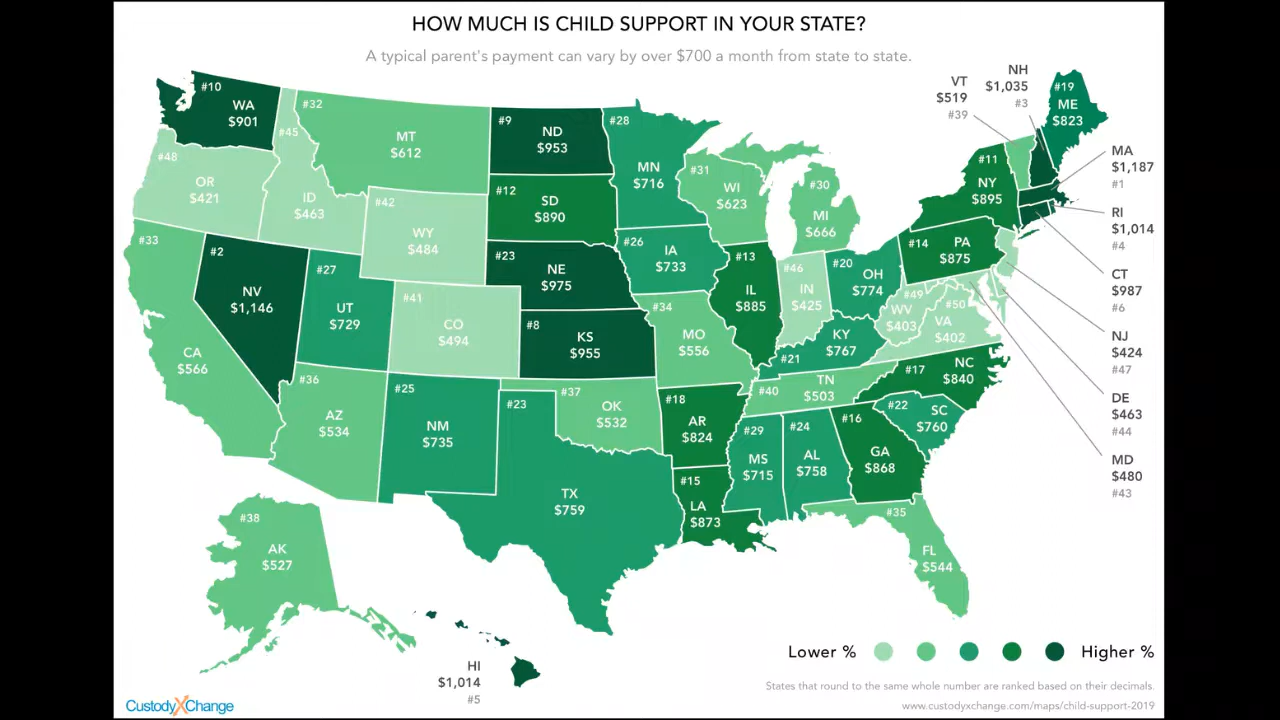 HOW MUCH IS CHILD SUPPORT IN YOUR STATE?
A typical parent's payment can vary by over $700 a month from state to state.
#10
WA
$901
#48
OR
$421
#33
CA
$566
#2
NV
$1,146
#45
ID
$463
#32
MT
$612
#42
WY
$484
#27
UT
$729
#41
CO
$494
#36
AZ
$534
#25
NM
$735
#9
ND
$953
#12
SD
$890
#23
NE
$975
#8
KS
$955
#37
OK
$532
#23
TX
$759
#28
MN
$716
#26
IA
$733
#34
MO
$556
#18
AR
$824
#15
LA
$873
#31
WI
$623
#13
IL
$885
#30
MI
$666
#46
IN
$425
#20
OH
$774
#21
KY
$767
#40
TN
$503
#29
MS
$715
#24
AL
$758
#16
GA
$868
#35
FL
$544
#22
SC
$760
#17
NC
$840
#50
VA
$402
#49
WV
$403
#14
PA
$875
#11
NY
$895
VT
$519
#39
NH
$1,035
#3
#19
ME
$823
MA
$1,187
#1
RI
$1,014
#4
CT
$987
#6
NJ
$424
#47
DE
$463
#44
MD
$480
#43
#38
AK
$527
HI
$1,014
#5
Lower %
Higher %
States that round to the same whole number are ranked based on their decimals.
CustodyXChange
www.custodyxchange.com/maps/child-support-2019